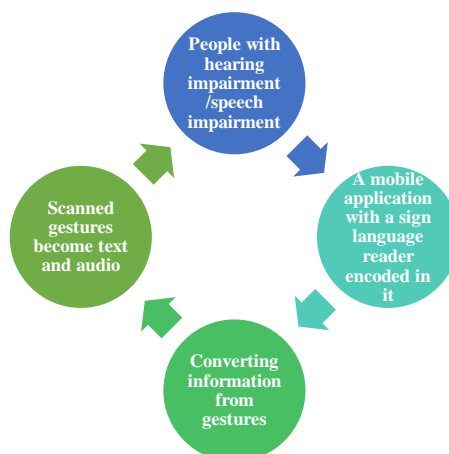 People with
hearing
impairment
/speech
impairment
A mobile
application
with a sign
language
reader
encoded in
it
Converting
information
from
gestures
Scanned
gestures
become text
and audio